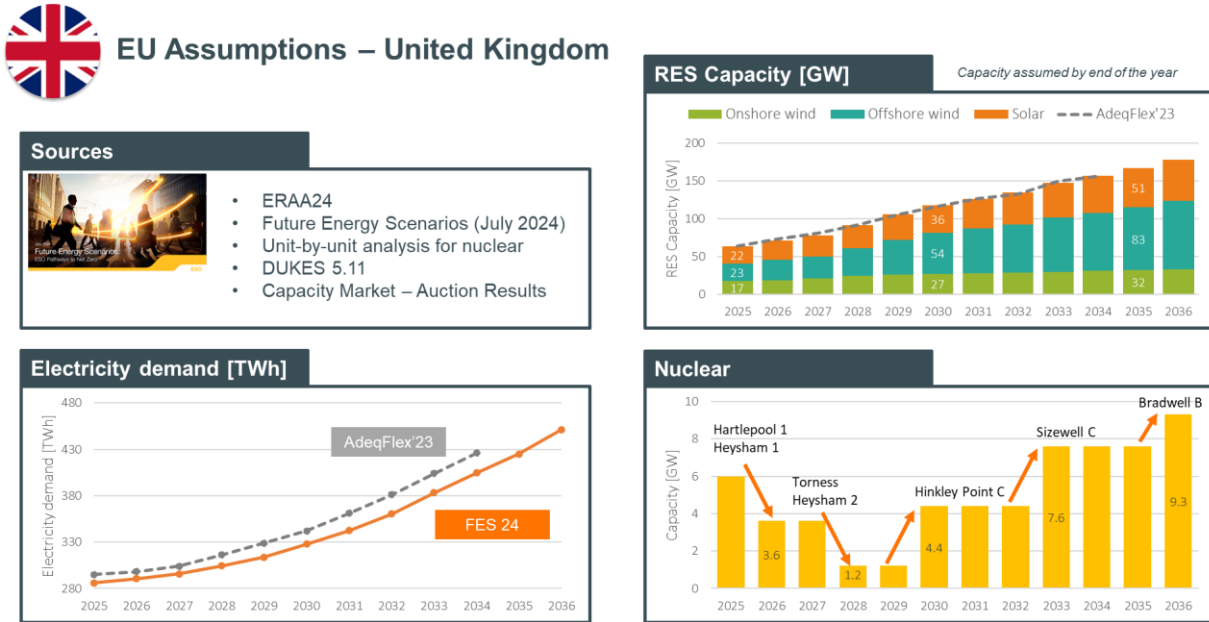 EU Assumptions – United Kingdom
Sources
Future Energy Scenarios
ESO Pathways to Net Zero
ESO
• ERAA24
• Future Energy Scenarios (July 2024)
• Unit-by-unit analysis for nuclear
• DUKES 5.11
• Capacity Market – Auction Results
RES Capacity [GW]
Capacity assumed by end of the year
Onshore wind Offshore wind Solar AdeqFlex'23
RES Capacity [GW]
200
150
100
50
0
22
23
17
36
54
27
51
83
32
2025 2026 2027 2028 2029 2030 2031 2032 2033 2034 2035 2036
Electricity demand [TWh]
Electricity demand [TWh]
480
430
380
330
280
AdeqFlex'23
FES 24
2025 2026 2027 2028 2029 2030 2031 2032 2033 2034 2035 2036
Nuclear
Capacity [GW]
10
8
6
4
2
0
Hartlepool 1
Heysham 1
Torness
Heysham 2
Hinkley Point C
Sizewell C
Bradwell B
3.6
1.2
4.4
7.6
9.3
2025 2026 2027 2028 2029 2030 2031 2032 2033 2034 2035 2036